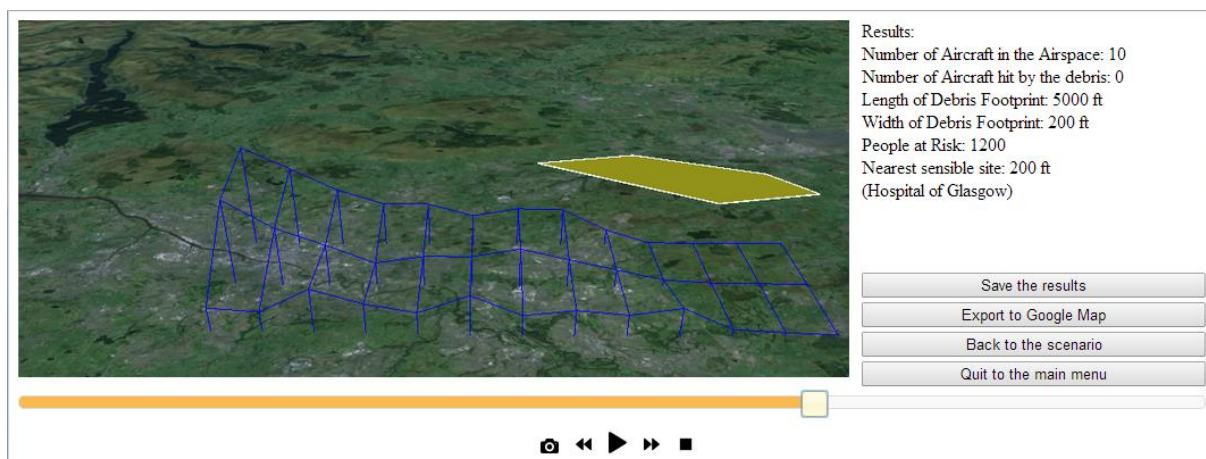 Results:
Number of Aircraft in the Airspace: 10
Number of Aircraft hit by the debris: 0
Length of Debris Footprint: 5000 ft
Width of Debris Footprint: 200 ft
People at Risk: 1200
Nearest sensible site: 200 ft
(Hospital of Glasgow)
Save the results
Export to Google Map
Back to the scenario
Quit to the main menu